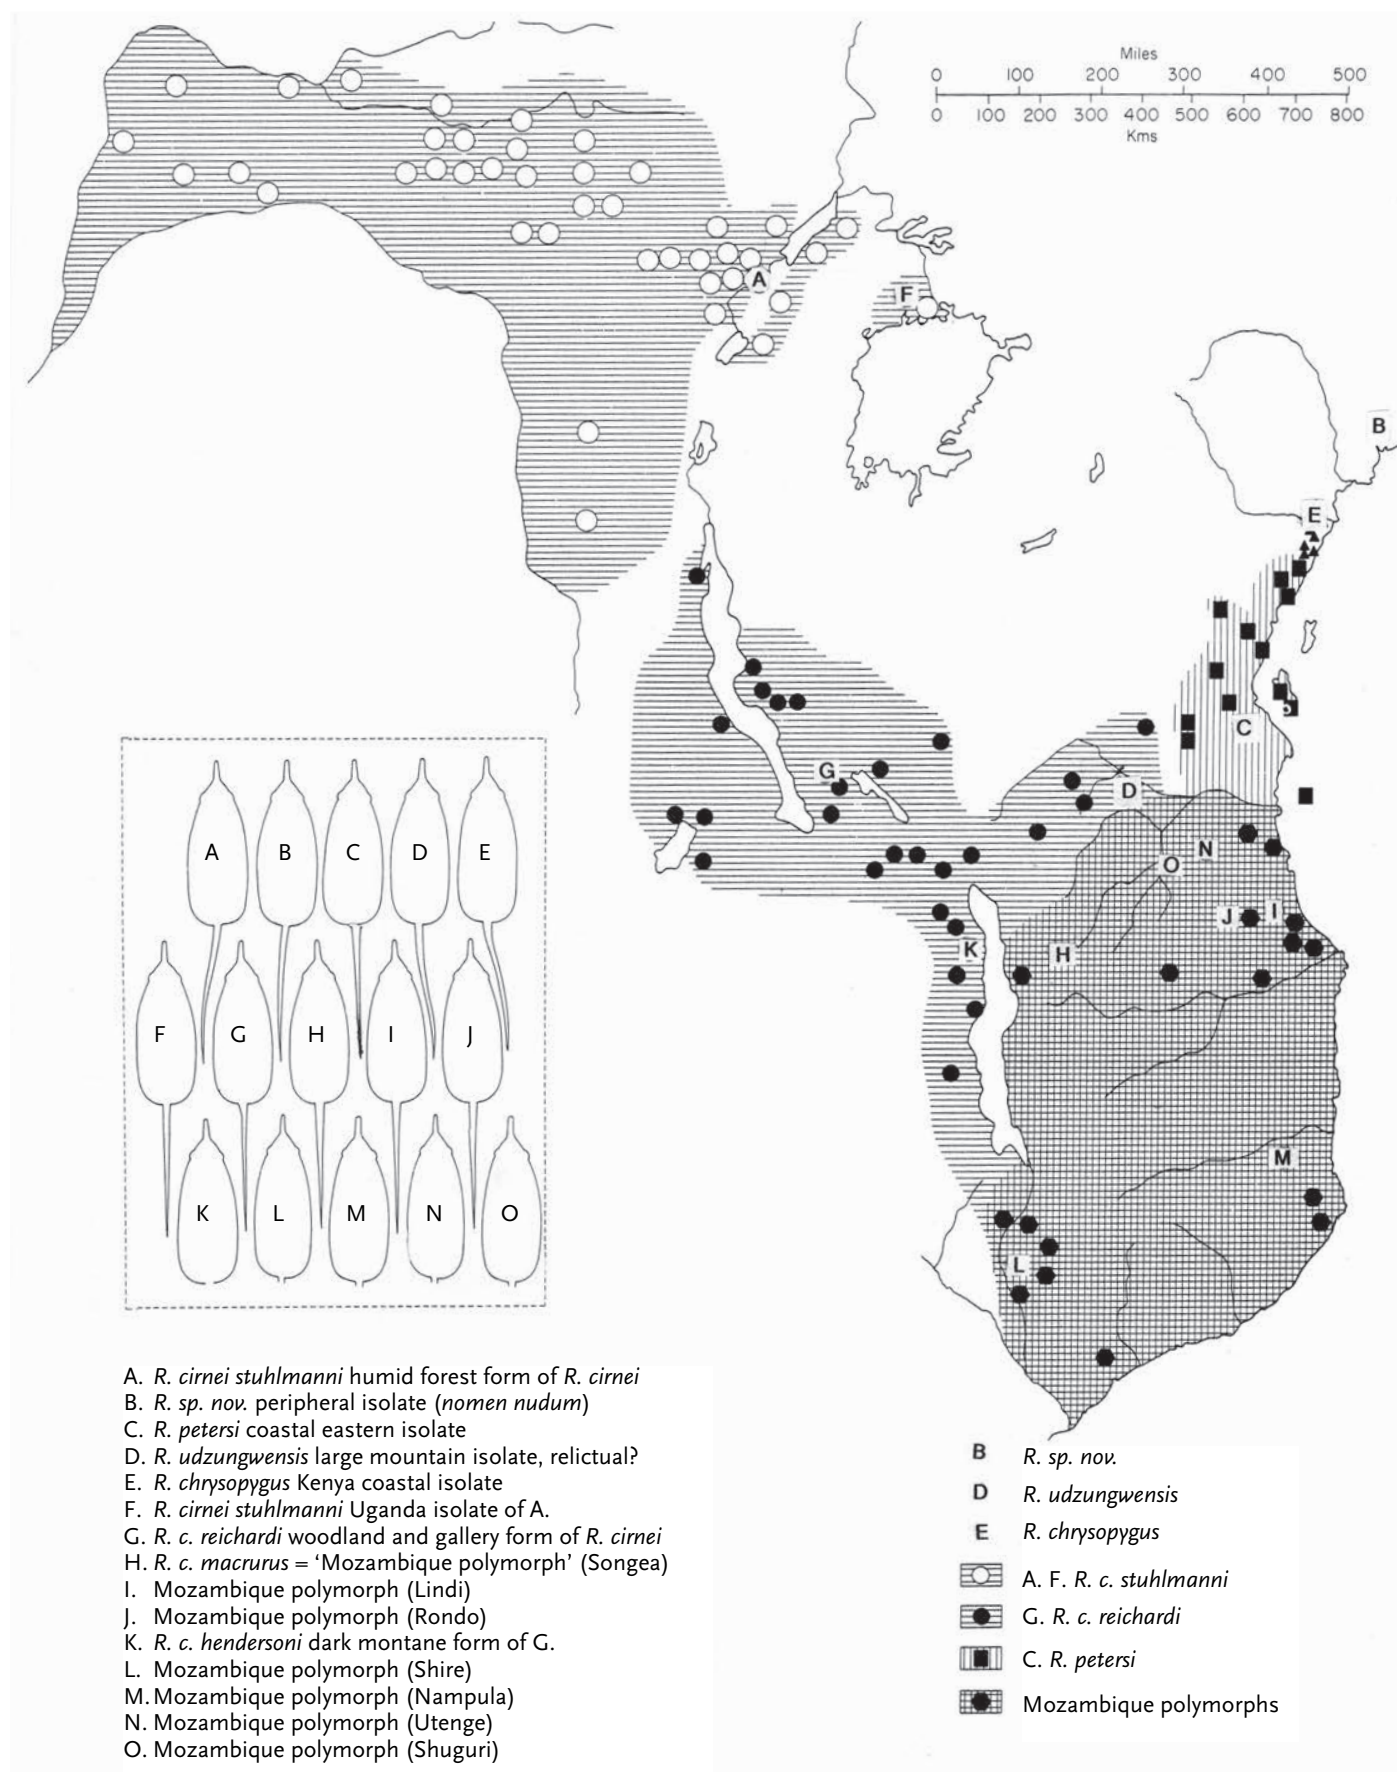 Miles
0 100 200 300 400 500
0 100 200 300 400 500 600 700 800
Kms
A
F
B
E
G
C
D
N
O
J
I
K
H
M
L
A B C D E
F G H I J
K L M N O
A. R. cirnei stuhlmanni humid forest form of R. cirnei
B. R. sp. nov. peripheral isolate (nomen nudum)
C. R. petersi coastal eastern isolate
D. R. udzungwensis large mountain isolate, relictual?
E. R. chrysopygus Kenya coastal isolate
F. R. cirnei stuhlmanni Uganda isolate of A.
G. R. c. reichardi woodland and gallery form of R. cirnei
H. R. c. macrurus = ‘Mozambique polymorph’ (Songea)
I. Mozambique polymorph (Lindi)
J. Mozambique polymorph (Rondo)
K. R. c. hendersoni dark montane form of G.
L. Mozambique polymorph (Shire)
M. Mozambique polymorph (Nampula)
N. Mozambique polymorph (Utenge)
O. Mozambique polymorph (Shuguri)
B R. sp. nov.
D R. udzungwensis
E R. chrysopygus
A. F. R. c. stuhlmanni
G. R. c. reichardi
C. R. petersi
Mozambique polymorphs